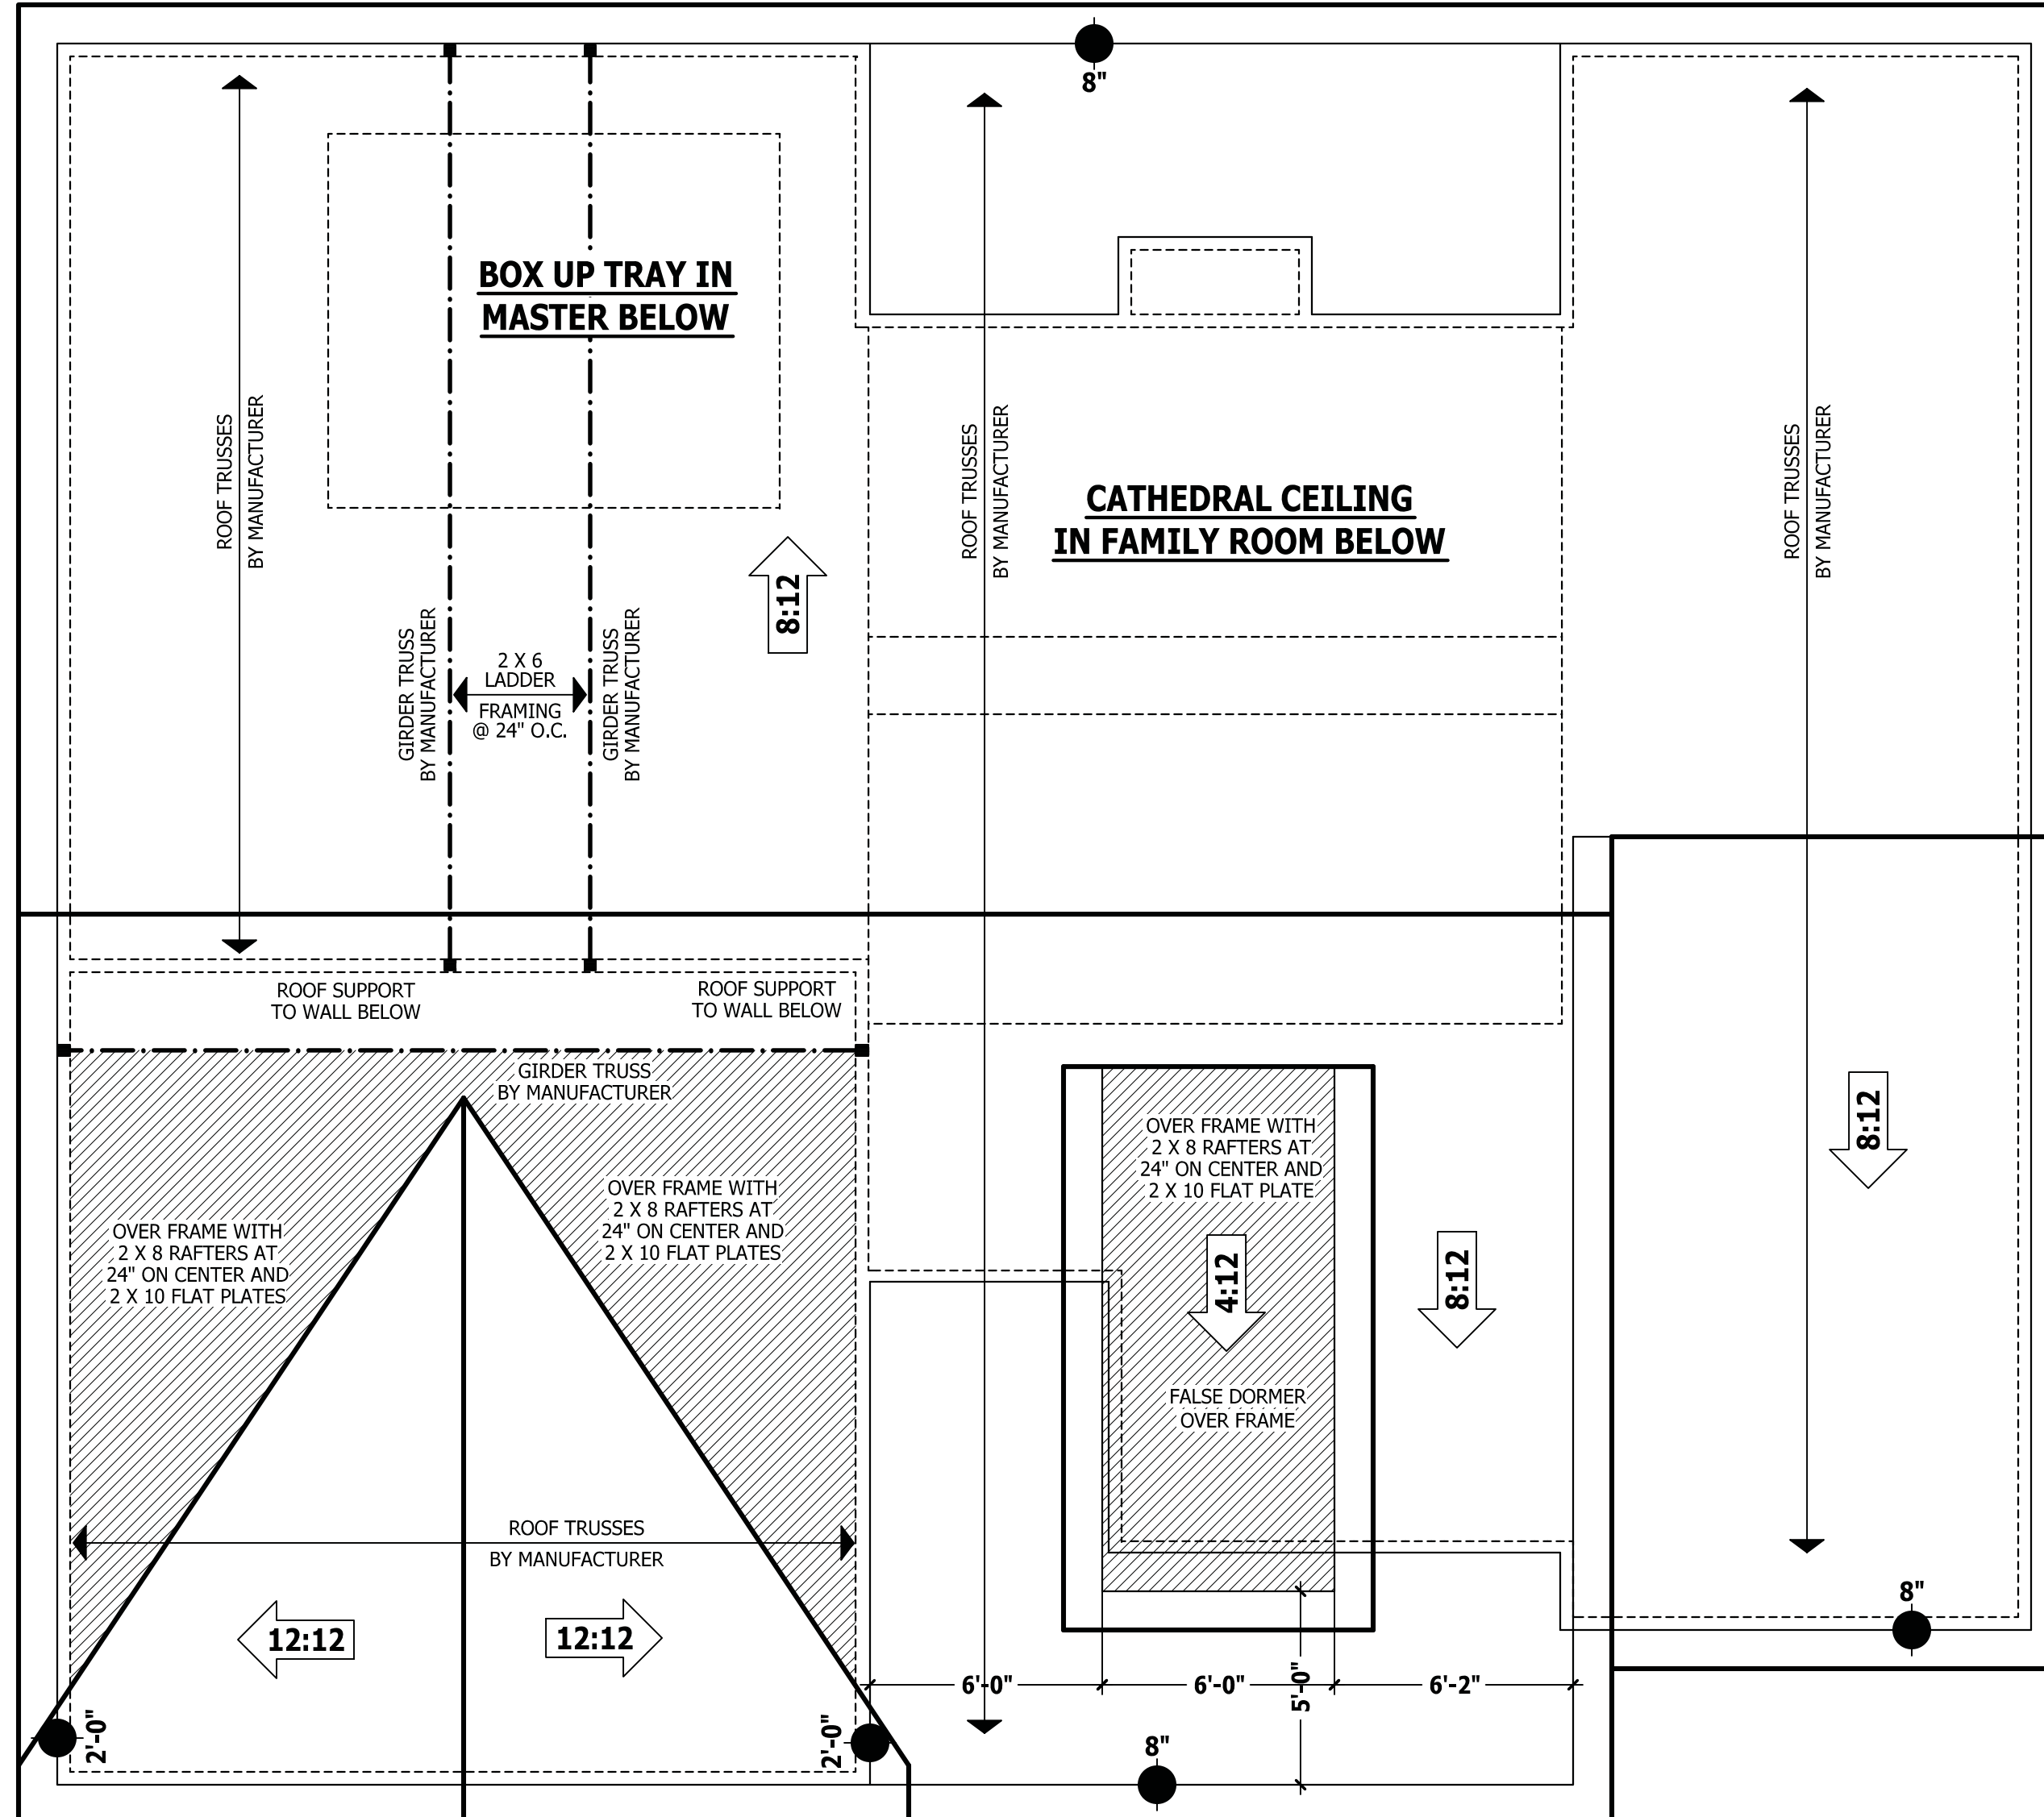 8"
BOX UP TRAY IN
MASTER BELOW
ROOF TRUSSES
BY MANUFACTURER
ROOF TRUSSES
BY MANUFACTURER
ROOF TRUSSES
BY MANUFACTURER
CATHEDRAL CEILING
IN FAMILY ROOM BELOW
8:12
GIRDER TRUSS
BY MANUFACTURER
2 X 6
LADDER
FRAMING
@ 24" O.C.
GIRDER TRUSS
BY MANUFACTURER
ROOF SUPPORT
TO WALL BELOW
ROOF SUPPORT
TO WALL BELOW
GIRDER TRUSS
BY MANUFACTURER
OVER FRAME WITH
2 X 8 RAFTERS AT
24" ON CENTER AND
2 X 10 FLAT PLATES
OVER FRAME WITH
2 X 8 RAFTERS AT
24" ON CENTER AND
2 X 10 FLAT PLATES
OVER FRAME WITH
2 X 8 RAFTERS AT
24" ON CENTER AND
2 X 10 FLAT PLATE
4:12
8:12
8:12
FALSE DORMER
OVER FRAME
ROOF TRUSSES
BY MANUFACTURER
12:12
12:12
8"
6'-0"
6'-0"
5'-0"
6'-2"
2'-0"
2'-0"
8"